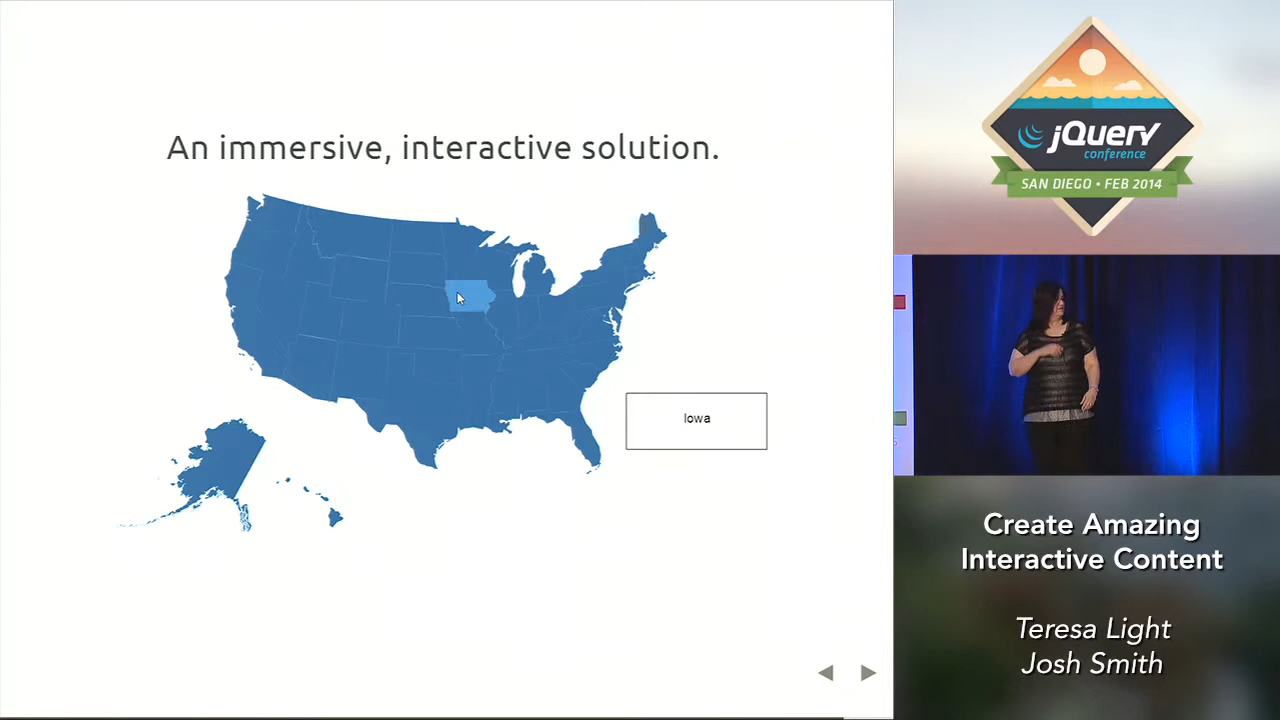 An immersive, interactive solution.
Iowa
jQuery
conference
SAN DIEGO • FEB 2014
Create Amazing
Interactive Content
Teresa Light
Josh Smith